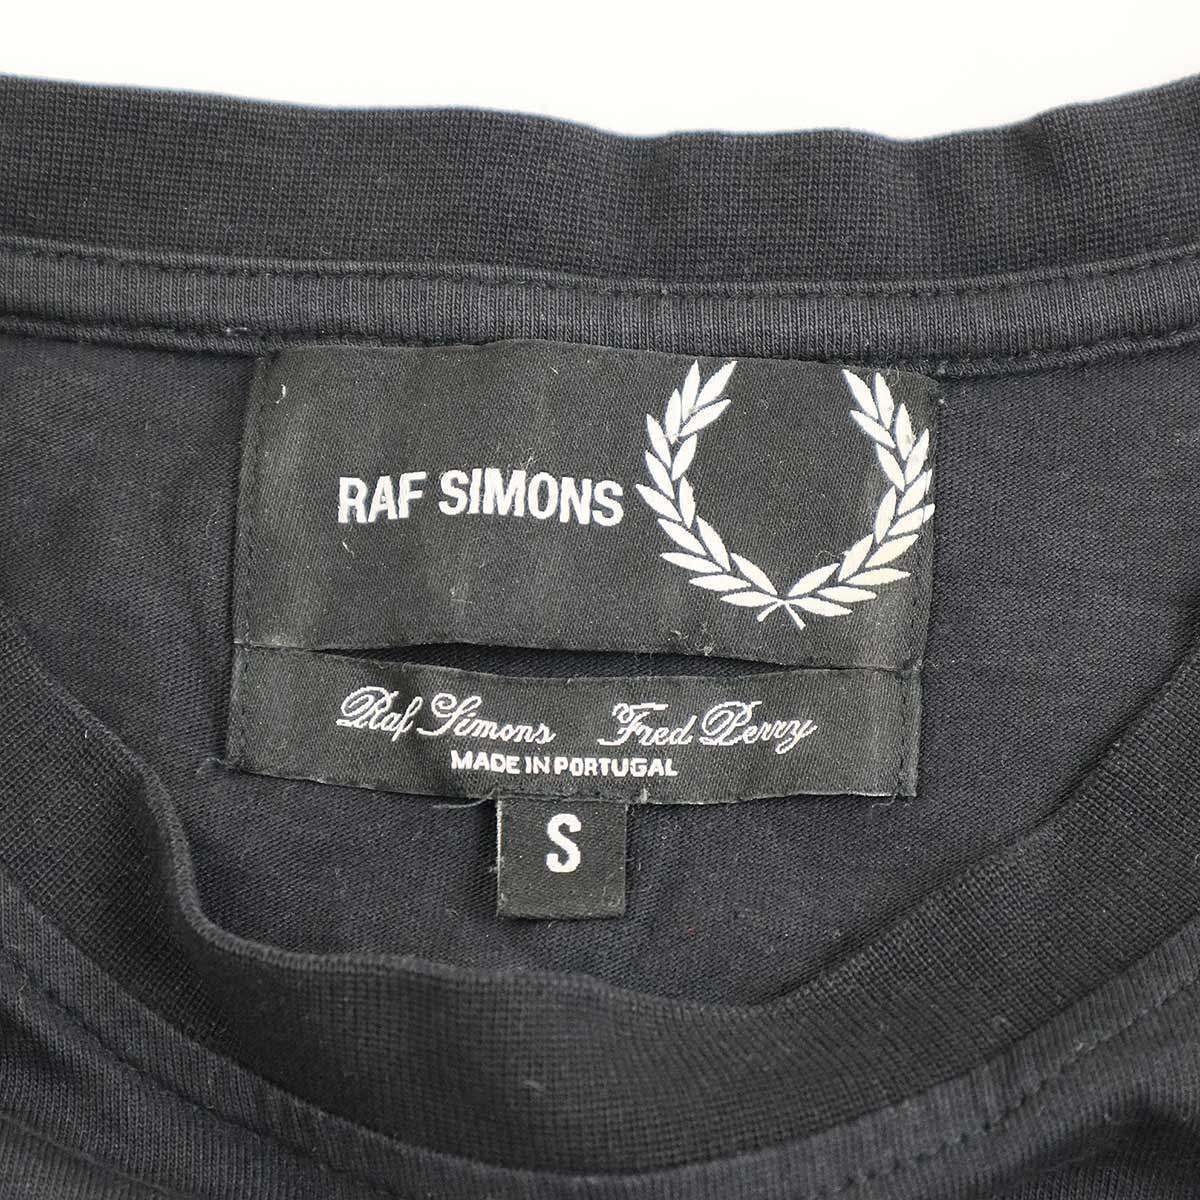 RAF SIMONS
Raf Simons Fred Perry
MADE IN PORTUGAL
S